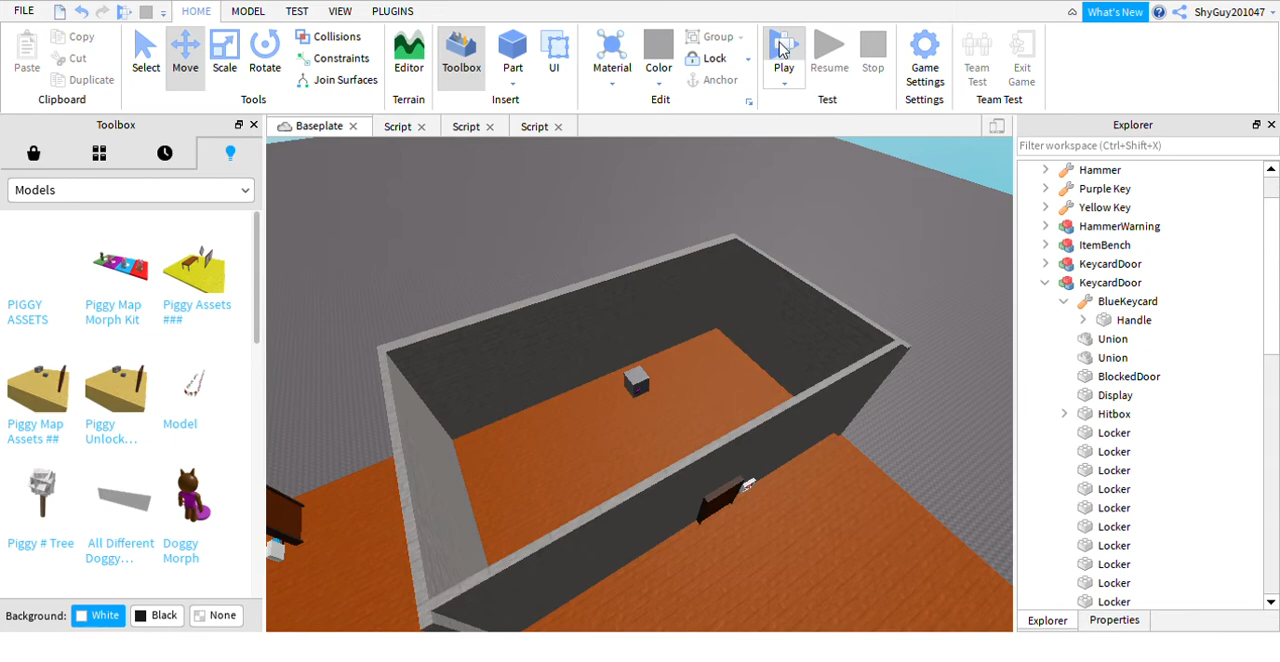 FILE HOME MODEL TEST VIEW PLUGINS What's New ShyGuy201047
Paste Copy Cut Duplicate
Clipboard
Select Move Scale Rotate Collisions Constraints Join Surfaces
Tools
Editor
Terrain
Toolbox Part UI
Insert
Material Color Group Lock Anchor
Edit
Play Resume Stop
Test
Game Settings
Settings
Team Test Exit Game
Team Test
Toolbox
Models
PIGGY ASSETS
Piggy Map Morph Kit
Piggy Assets ###
Piggy Map Assets ##
Piggy Unlock...
Model
Piggy # Tree
All Different Doggy...
Doggy Morph
Background: White Black None
Baseplate Script Script Script
Explorer
Filter workspace (Ctrl+Shift+X)
Hammer
Purple Key
Yellow Key
HammerWarning
ItemBench
KeycardDoor
KeycardDoor
BlueKeycard
Handle
Union
Union
BlockedDoor
Display
Hitbox
Locker
Locker
Locker
Locker
Locker
Locker
Locker
Locker
Locker
Locker
Explorer Properties